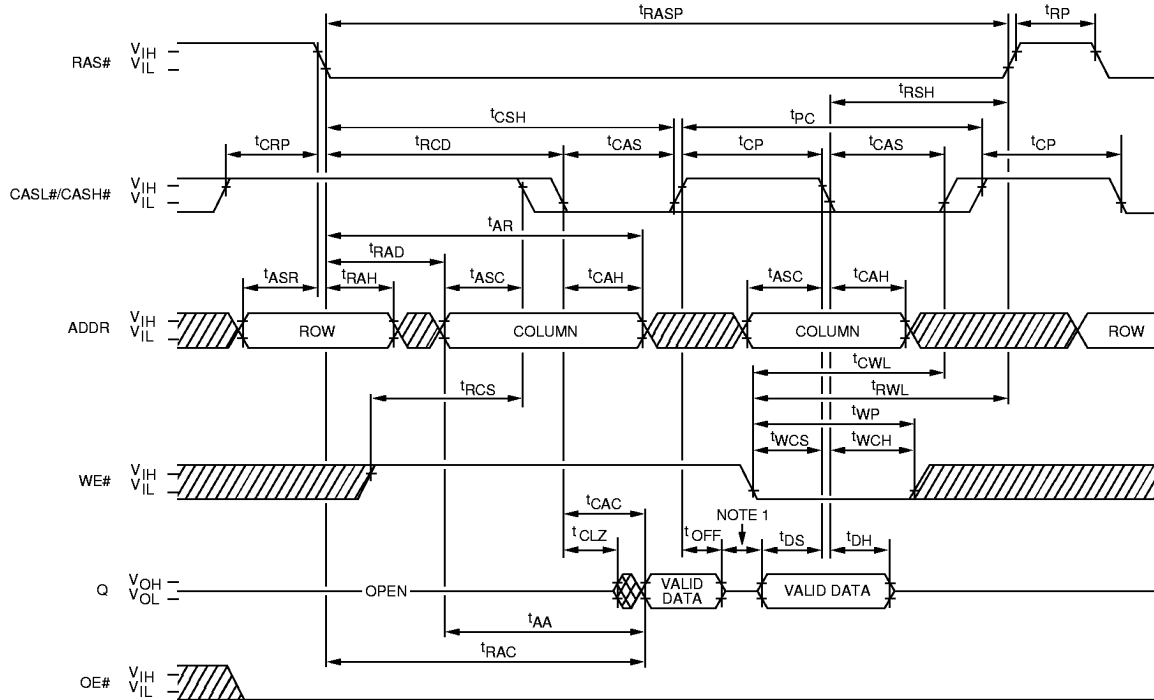 tRASP tRP
RAS# VIH VIL
tRSH
tCSH tPC
tCRP tRCD tCAS tCP tCAS tCP
CASL#/CASH# VIH VIL
tAR
tRAD
tASR tRAH tASC tCAH tASC tCAH
ADDR VIH VIL ROW COLUMN COLUMN ROW
tCWL
tRCS tRWL
tWP
tWCS tWCH
WE# VIH VIL
tCAC NOTE 1
tCLZ tOFF tDS tDH
Q VOH VOL OPEN VALID DATA VALID DATA
tAA
tRAC
OE# VIH VIL